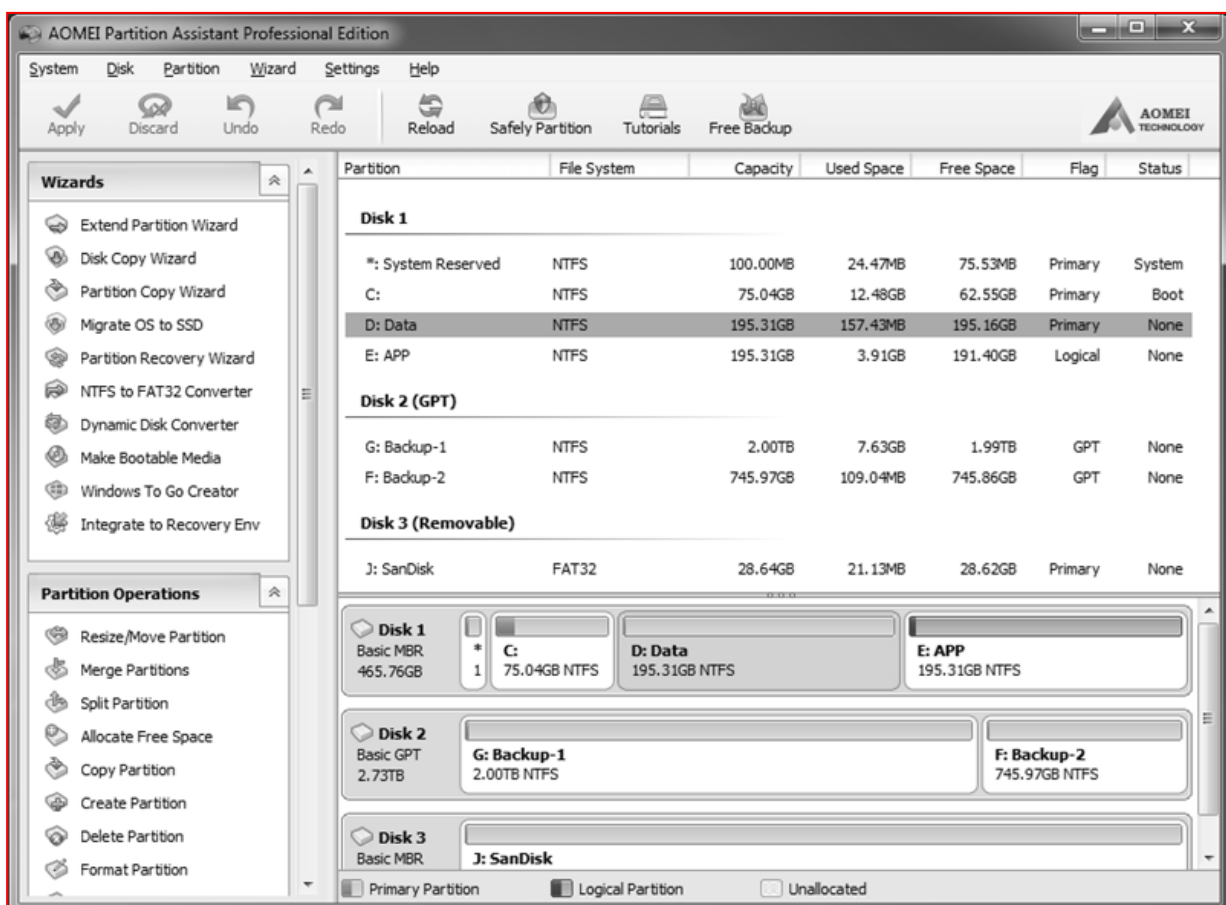 AOMEI Partition Assistant Professional Edition
System Disk Partition Wizard Settings Help
Apply Discard Undo Redo Reload Safely Partition Tutorials Free Backup
AOMEI
TECHNOLOGY
Wizards
Extend Partition Wizard
Disk Copy Wizard
Partition Copy Wizard
Migrate OS to SSD
Partition Recovery Wizard
NTFS to FAT32 Converter
Dynamic Disk Converter
Make Bootable Media
Windows To Go Creator
Integrate to Recovery Env
Partition Operations
Resize/Move Partition
Merge Partitions
Split Partition
Allocate Free Space
Copy Partition
Create Partition
Delete Partition
Format Partition
Partition File System Capacity Used Space Free Space Flag Status
Disk 1
*: System Reserved NTFS 100.00MB 24.47MB 75.53MB Primary System
C: NTFS 75.04GB 12.48GB 62.55GB Primary Boot
D: Data NTFS 195.31GB 157.43MB 195.16GB Primary None
E: APP NTFS 195.31GB 3.91GB 191.40GB Logical None
Disk 2 (GPT)
G: Backup-1 NTFS 2.00TB 7.63GB 1.99TB GPT None
F: Backup-2 NTFS 745.97GB 109.04MB 745.86GB GPT None
Disk 3 (Removable)
J: SanDisk FAT32 28.64GB 21.13MB 28.62GB Primary None
Disk 1
Basic MBR
465.76GB
*
1
C:
75.04GB NTFS
D: Data
195.31GB NTFS
E: APP
195.31GB NTFS
Disk 2
Basic GPT
2.73TB
G: Backup-1
2.00TB NTFS
F: Backup-2
745.97GB NTFS
Disk 3
Basic MBR
J: SanDisk
Primary Partition Logical Partition Unallocated